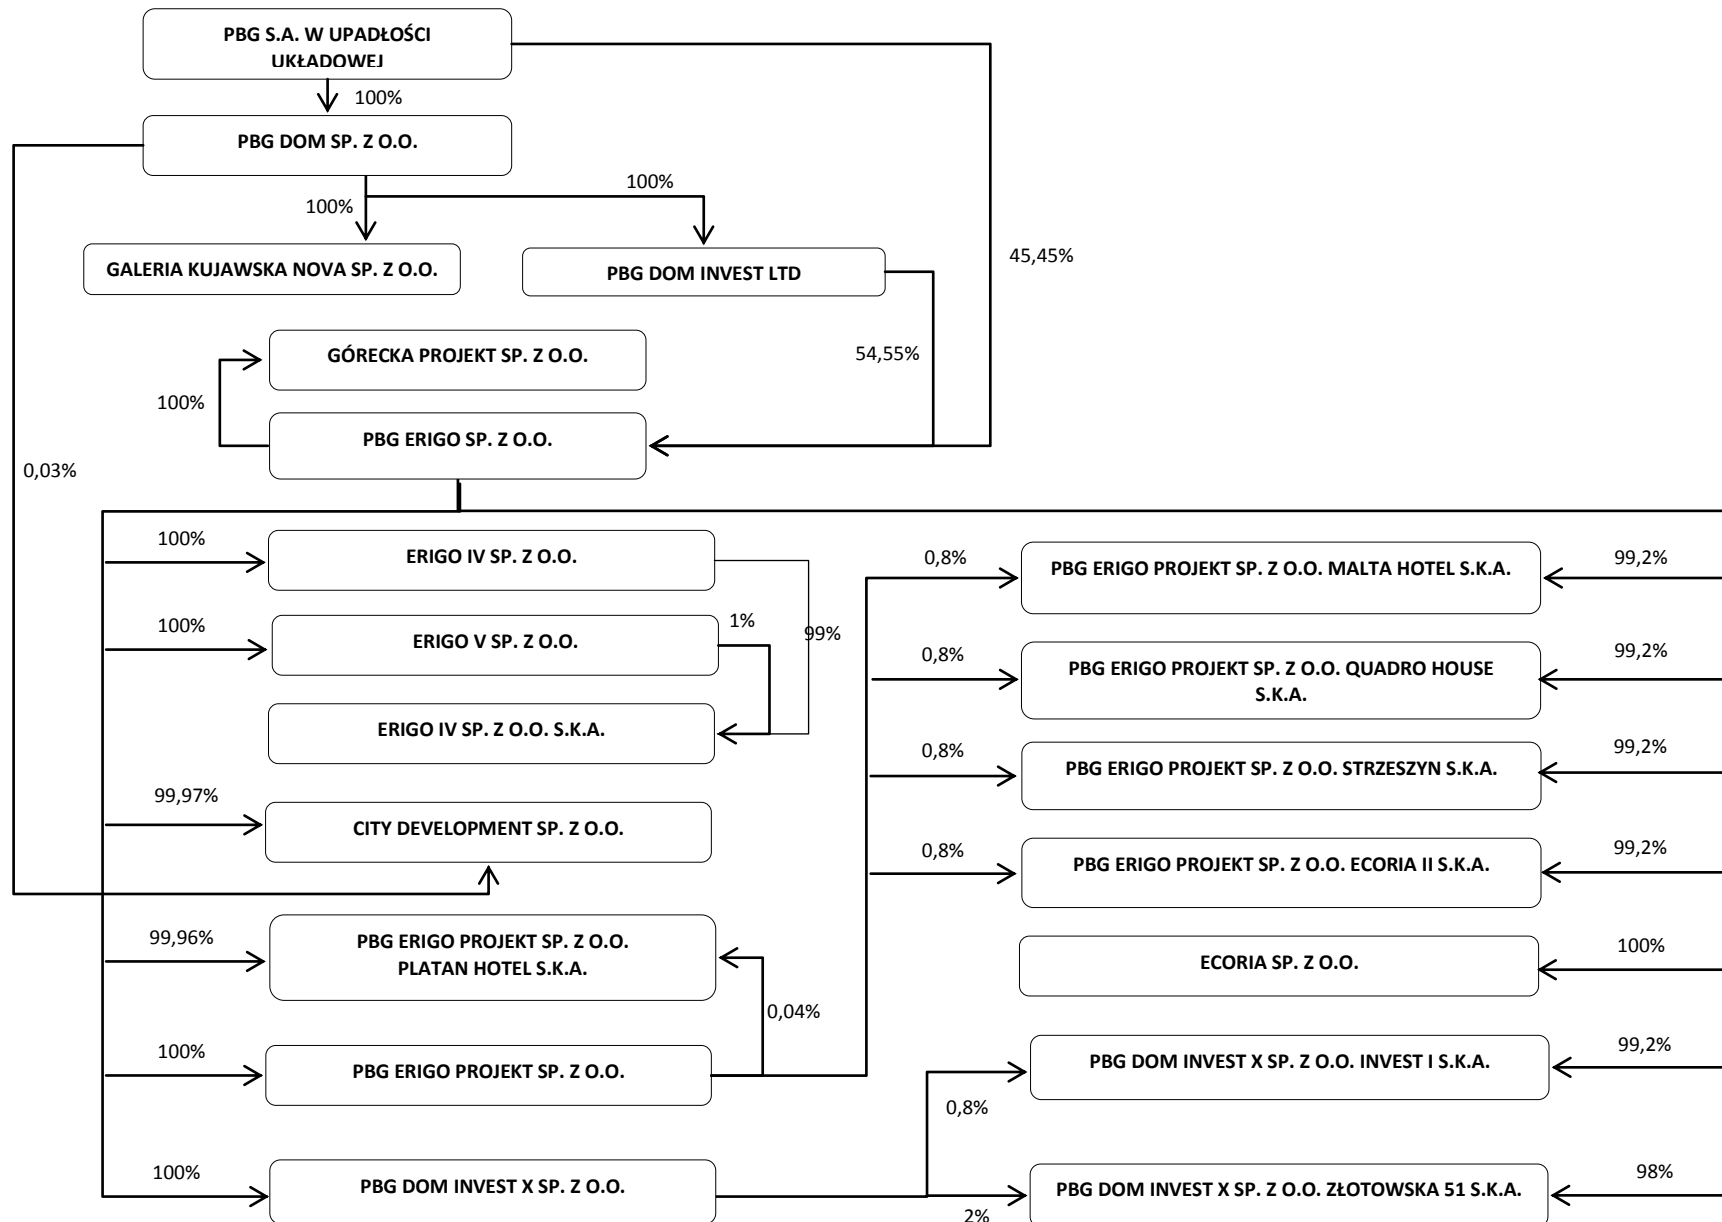 PBG S.A. W UPADŁOŚCI
UKŁADOWEJ
100%
PBG DOM SP. Z O.O.
100%
100%
GALERIA KUJAWSKA NOVA SP. Z O.O.
PBG DOM INVEST LTD
45,45%
GÓRECKA PROJEKT SP. Z O.O.
54,55%
100%
PBG ERIGO SP. Z O.O.
0,03%
100%
ERIGO IV SP. Z O.O.
100%
ERIGO V SP. Z O.O.
1%
99%
ERIGO IV SP. Z O.O. S.K.A.
99,97%
CITY DEVELOPMENT SP. Z O.O.
99,96%
PBG ERIGO PROJEKT SP. Z O.O.
PLATAN HOTEL S.K.A.
0,04%
100%
PBG ERIGO PROJEKT SP. Z O.O.
100%
PBG DOM INVEST X SP. Z O.O.
0,8%
PBG ERIGO PROJEKT SP. Z O.O. MALTA HOTEL S.K.A.
99,2%
0,8%
PBG ERIGO PROJEKT SP. Z O.O. QUADRO HOUSE
S.K.A.
99,2%
0,8%
PBG ERIGO PROJEKT SP. Z O.O. STRZESZYN S.K.A.
99,2%
0,8%
PBG ERIGO PROJEKT SP. Z O.O. ECORIA II S.K.A.
99,2%
ECORIA SP. Z O.O.
100%
PBG DOM INVEST X SP. Z O.O. INVEST I S.K.A.
99,2%
0,8%
PBG DOM INVEST X SP. Z O.O. ZŁOTOWSKA 51 S.K.A.
98%
2%